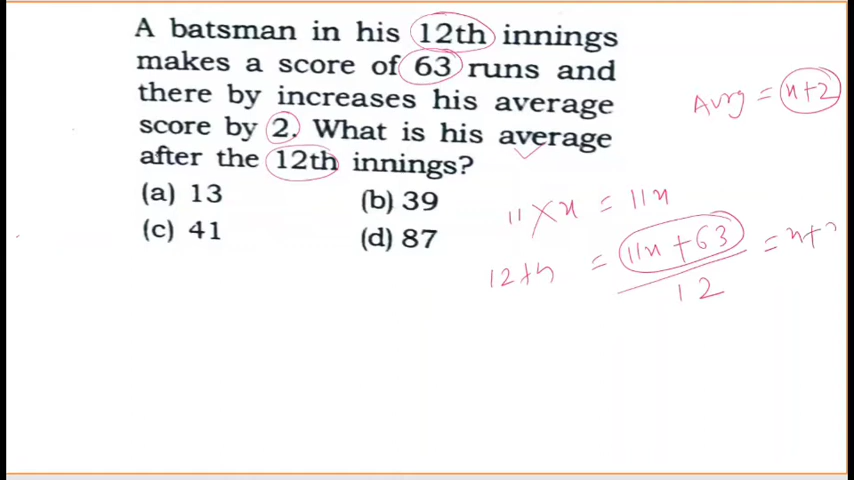 A batsman in his 12th innings
makes a score of 63 runs and
there by increases his average
score by 2. What is his average
after the 12th innings?
(a) 13 (b) 39
(c) 41 (d) 87
Avrg = x+2
11 × x = 11x
12th = 11x + 63 = x+
12